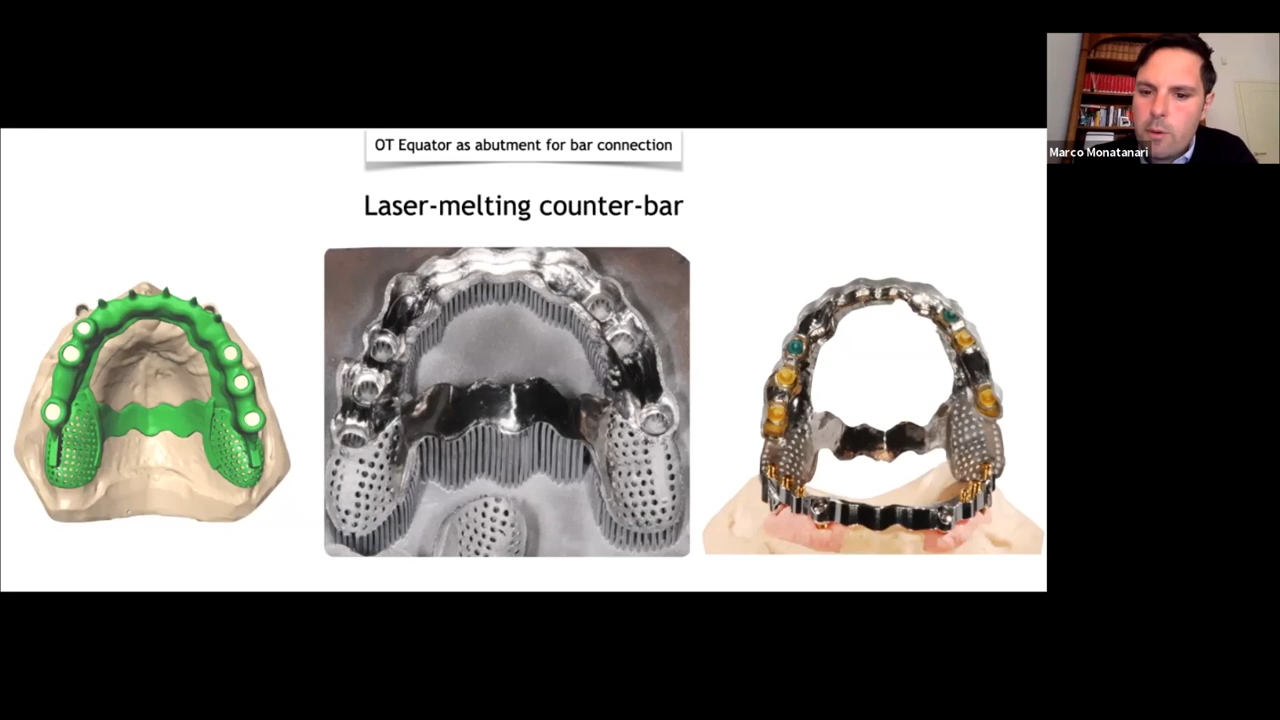 OT Equator as abutment for bar connection
Laser-melting counter-bar
Marco Monatanari